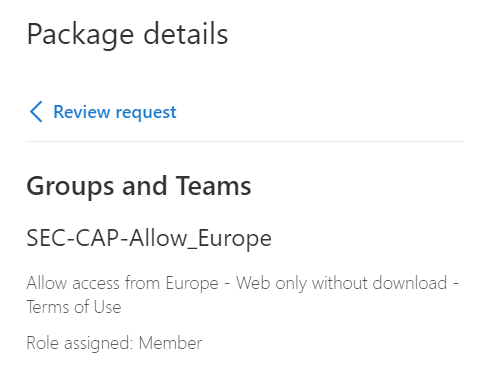 Package details
Review request
Groups and Teams
SEC-CAP-Allow_Europe
Allow access from Europe - Web only without download -
Terms of Use
Role assigned: Member